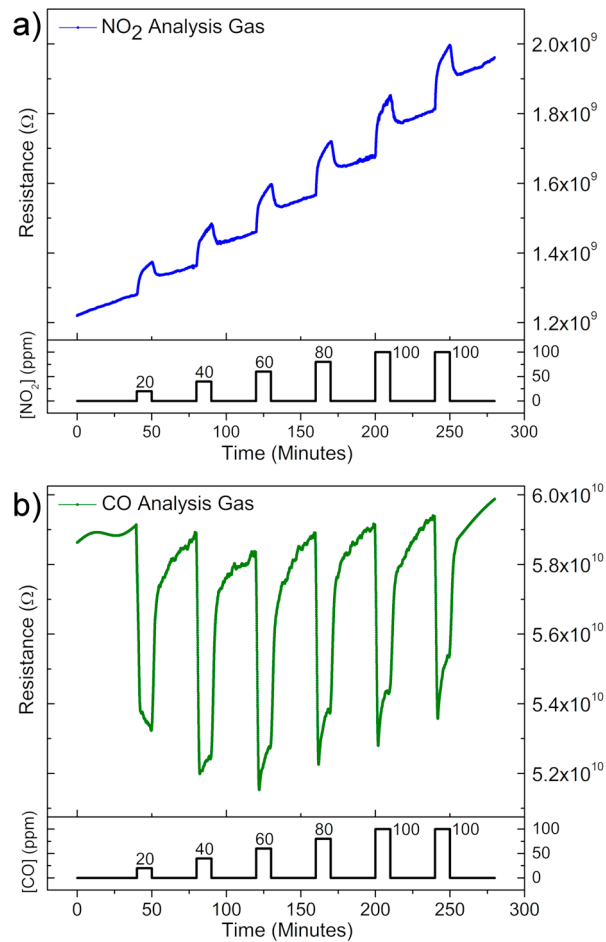 a)
NO2 Analysis Gas
Resistance (Ω)
2.0x10^9
1.8x10^9
1.6x10^9
1.4x10^9
1.2x10^9
[NO2] (ppm)
20
40
60
80
100
100
100
50
0
0
50
100
150
200
250
300
Time (Minutes)
b)
CO Analysis Gas
Resistance (Ω)
6.0x10^10
5.8x10^10
5.6x10^10
5.4x10^10
5.2x10^10
[CO] (ppm)
20
40
60
80
100
100
100
50
0
0
50
100
150
200
250
300
Time (Minutes)